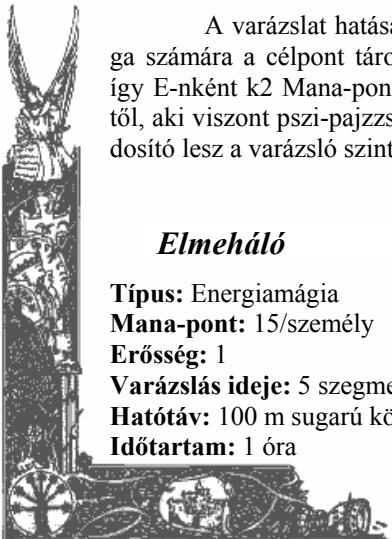 A varázslat hatás
ga számára a célpont táro
így E-nként k2 Mana-pon
től, aki viszont pszi-pajzzs
dosító lesz a varázsló szint
Elmeháló
Típus: Energiamágia
Mana-pont: 15/személy
Erősség: 1
Varázslás ideje: 5 szegme
Hatótáv: 100 m sugarú kö
Időtartam: 1 óra